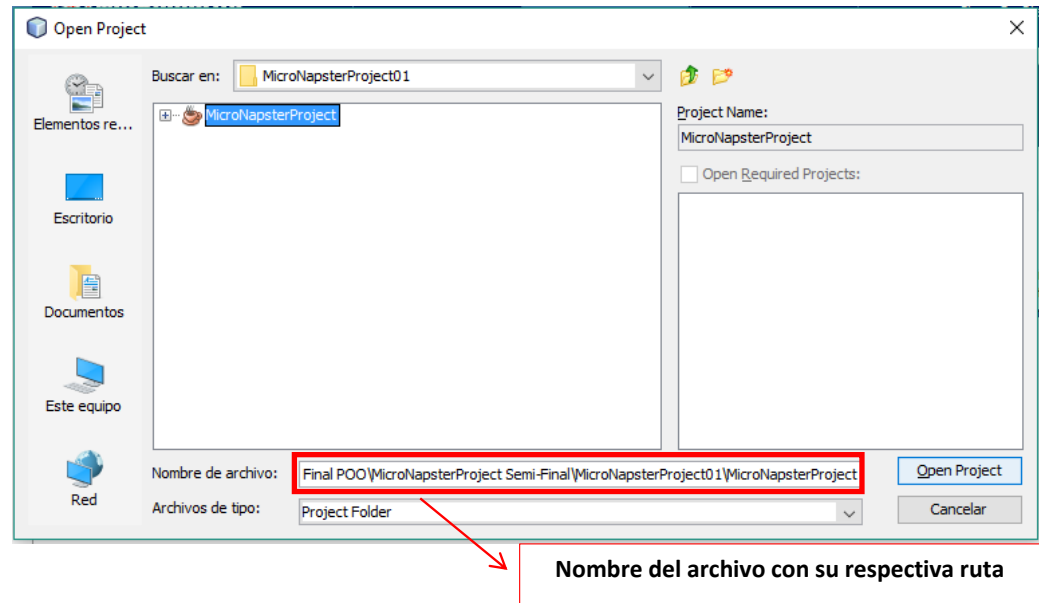 Open Project
Buscar en:
MicroNapsterProject01
Elementos re...
MicroNapsterProject
Project Name:
MicroNapsterProject
Open Required Projects:
Escritorio
Documentos
Este equipo
Red
Nombre de archivo:
Final POO\MicroNapsterProject Semi-Final\MicroNapsterProject01\MicroNapsterProject
Open Project
Archivos de tipo:
Project Folder
Cancelar
Nombre del archivo con su respectiva ruta